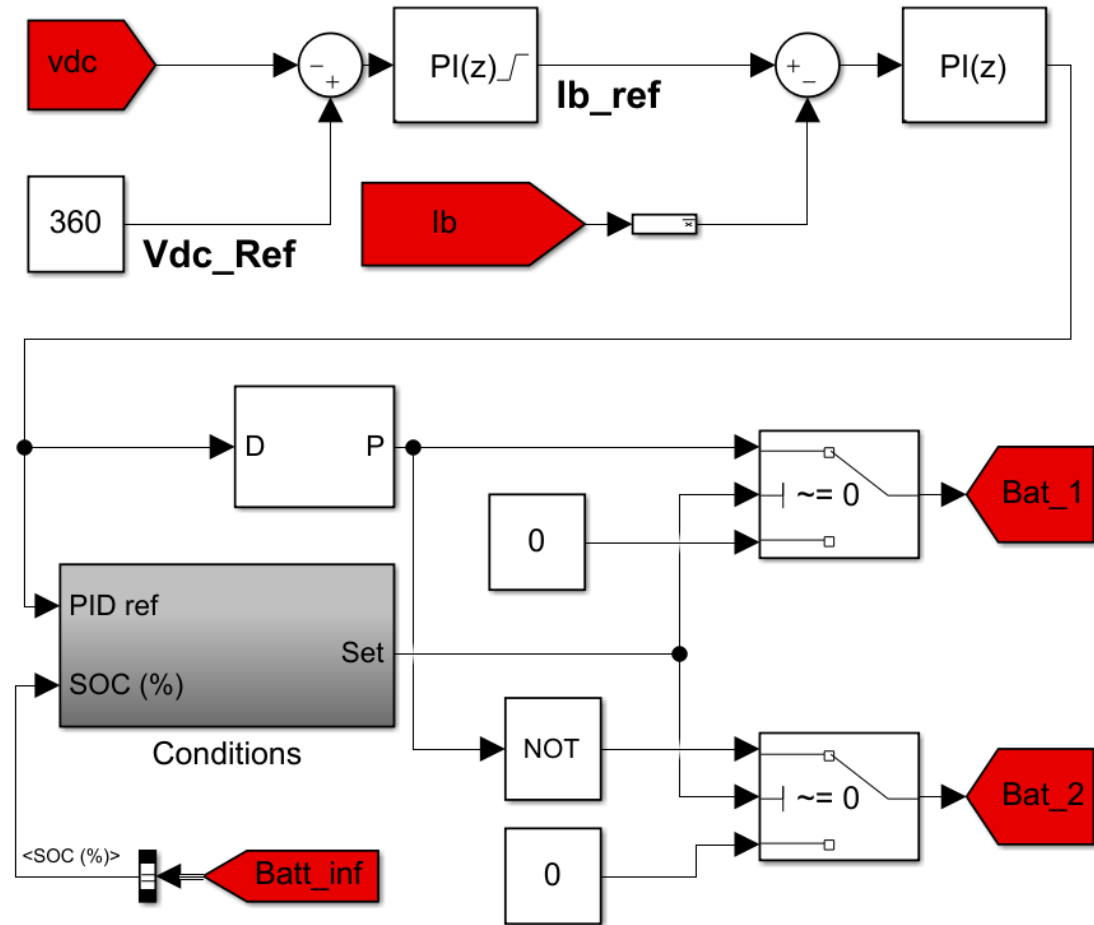 vdc
−
+
PI(z)
Ib_ref
+
−
PI(z)
360
Vdc_Ref
Ib
D
P
~= 0
Bat_1
0
PID ref
Set
SOC (%)
Conditions
NOT
~= 0
Bat_2
<SOC (%)>
Batt_inf
0